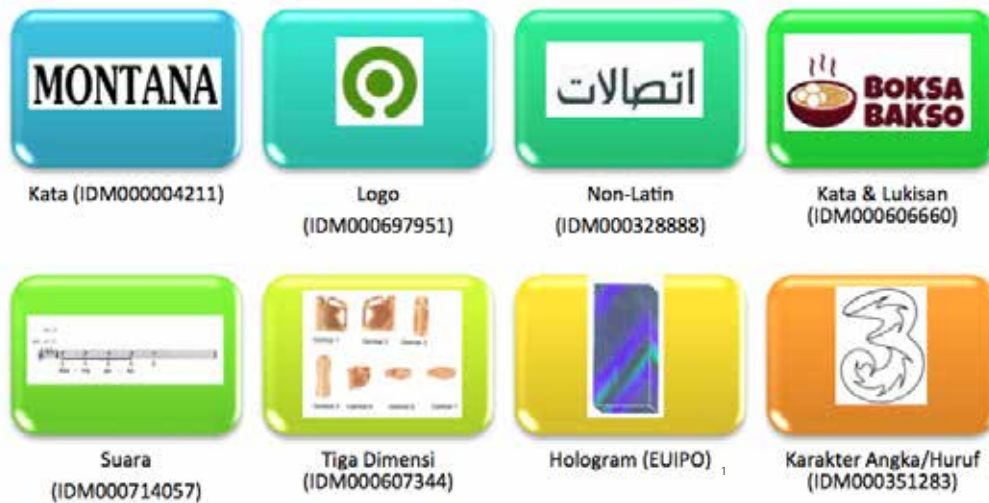 MONTANA
اتصالات
BOKSA
BAKSO
Kata (IDM000004211)
Logo
(IDM000697951)
Non-Latin
(IDM000328888)
Kata & Lukisan
(IDM000606660)
Suara
(IDM000714057)
Tiga Dimensi
(IDM000607344)
Hologram (EUIPO)
1
Karakter Angka/Huruf
(IDM000351283)